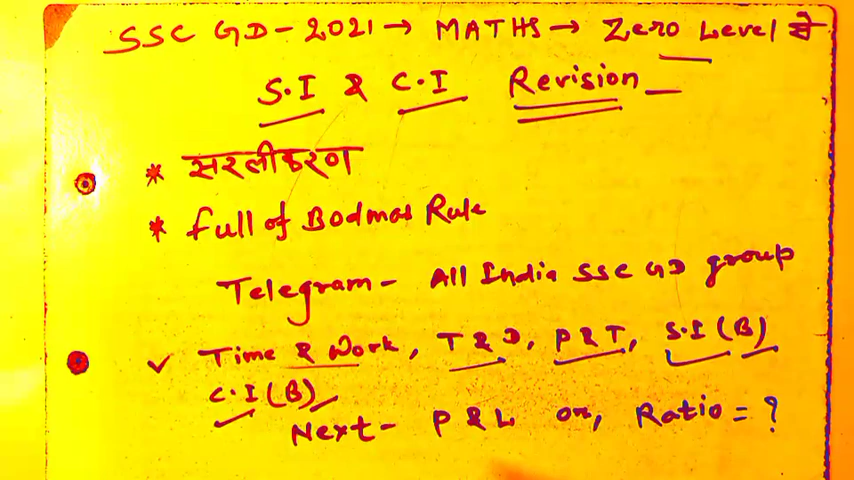 SSC GD - 2021 → MATHS → Zero Level से
S.I & C.I Revision
* सरलीकरण
* full of Bodmas Rule
Telegram - All India SSC GD group
✓ Time & Work, T & D, P & T, S.I (B)
C.I (B)
Next - P & L or, Ratio = ?